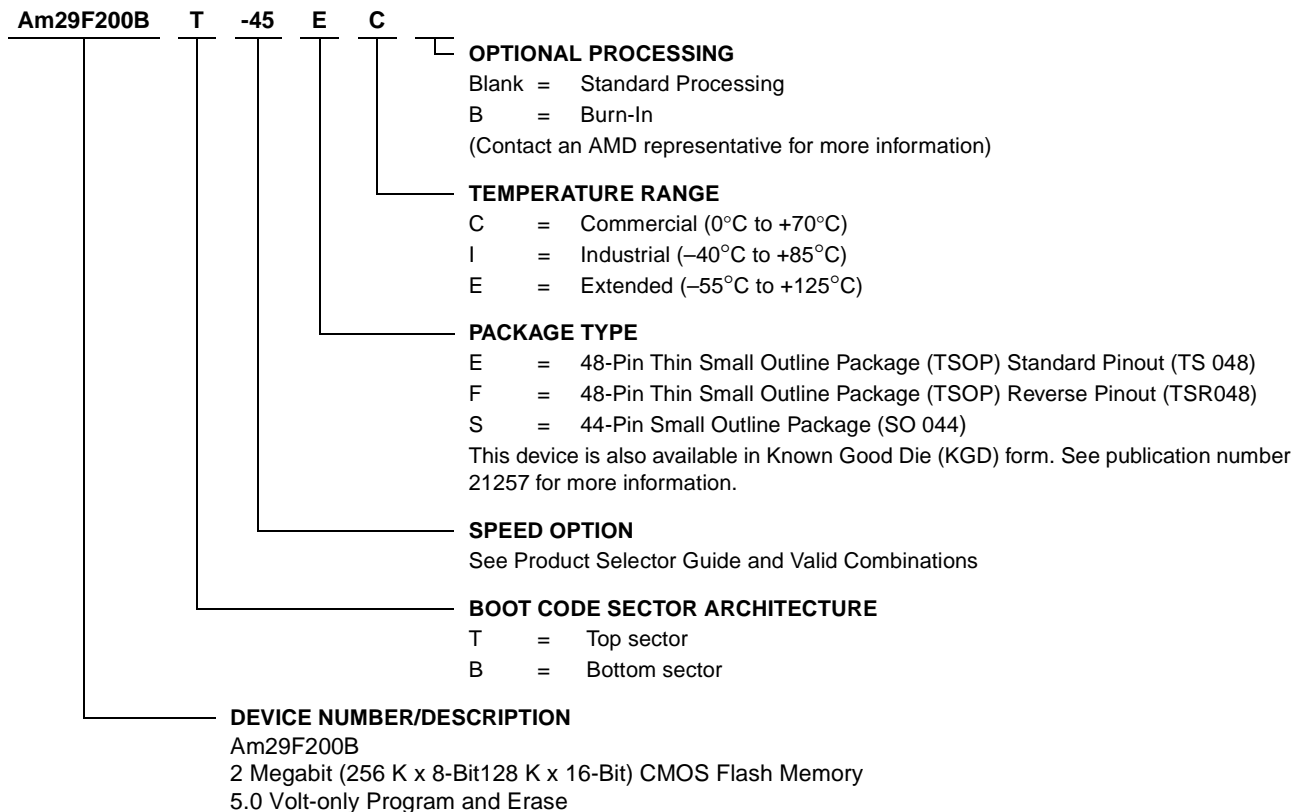 Am29F200B T -45 E C
OPTIONAL PROCESSING
Blank = Standard Processing
B = Burn-In
(Contact an AMD representative for more information)
TEMPERATURE RANGE
C = Commercial (0°C to +70°C)
I = Industrial (–40°C to +85°C)
E = Extended (–55°C to +125°C)
PACKAGE TYPE
E = 48-Pin Thin Small Outline Package (TSOP) Standard Pinout (TS 048)
F = 48-Pin Thin Small Outline Package (TSOP) Reverse Pinout (TSR048)
S = 44-Pin Small Outline Package (SO 044)
This device is also available in Known Good Die (KGD) form. See publication number
21257 for more information.
SPEED OPTION
See Product Selector Guide and Valid Combinations
BOOT CODE SECTOR ARCHITECTURE
T = Top sector
B = Bottom sector
DEVICE NUMBER/DESCRIPTION
Am29F200B
2 Megabit (256 K x 8-Bit128 K x 16-Bit) CMOS Flash Memory
5.0 Volt-only Program and Erase